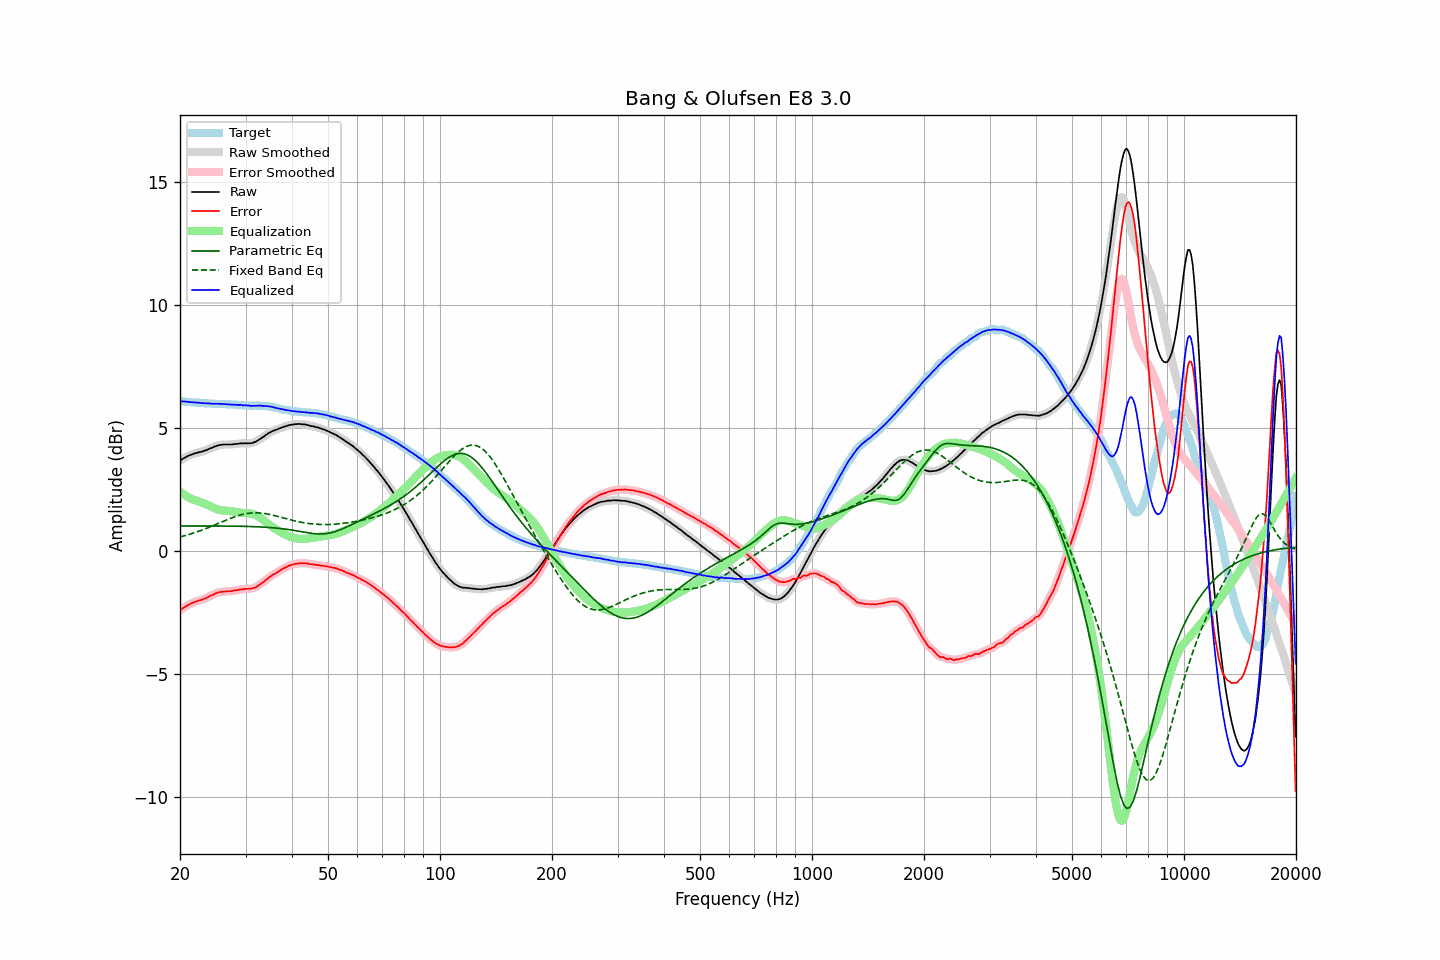 Bang & Olufsen E8 3.0
Target
Raw Smoothed
Error Smoothed
Raw
Error
Equalization
Parametric Eq
Fixed Band Eq
Equalized
Amplitude (dBr)
15
10
5
0
−5
−10
20
50
100
200
500
1000
2000
5000
10000
20000
Frequency (Hz)